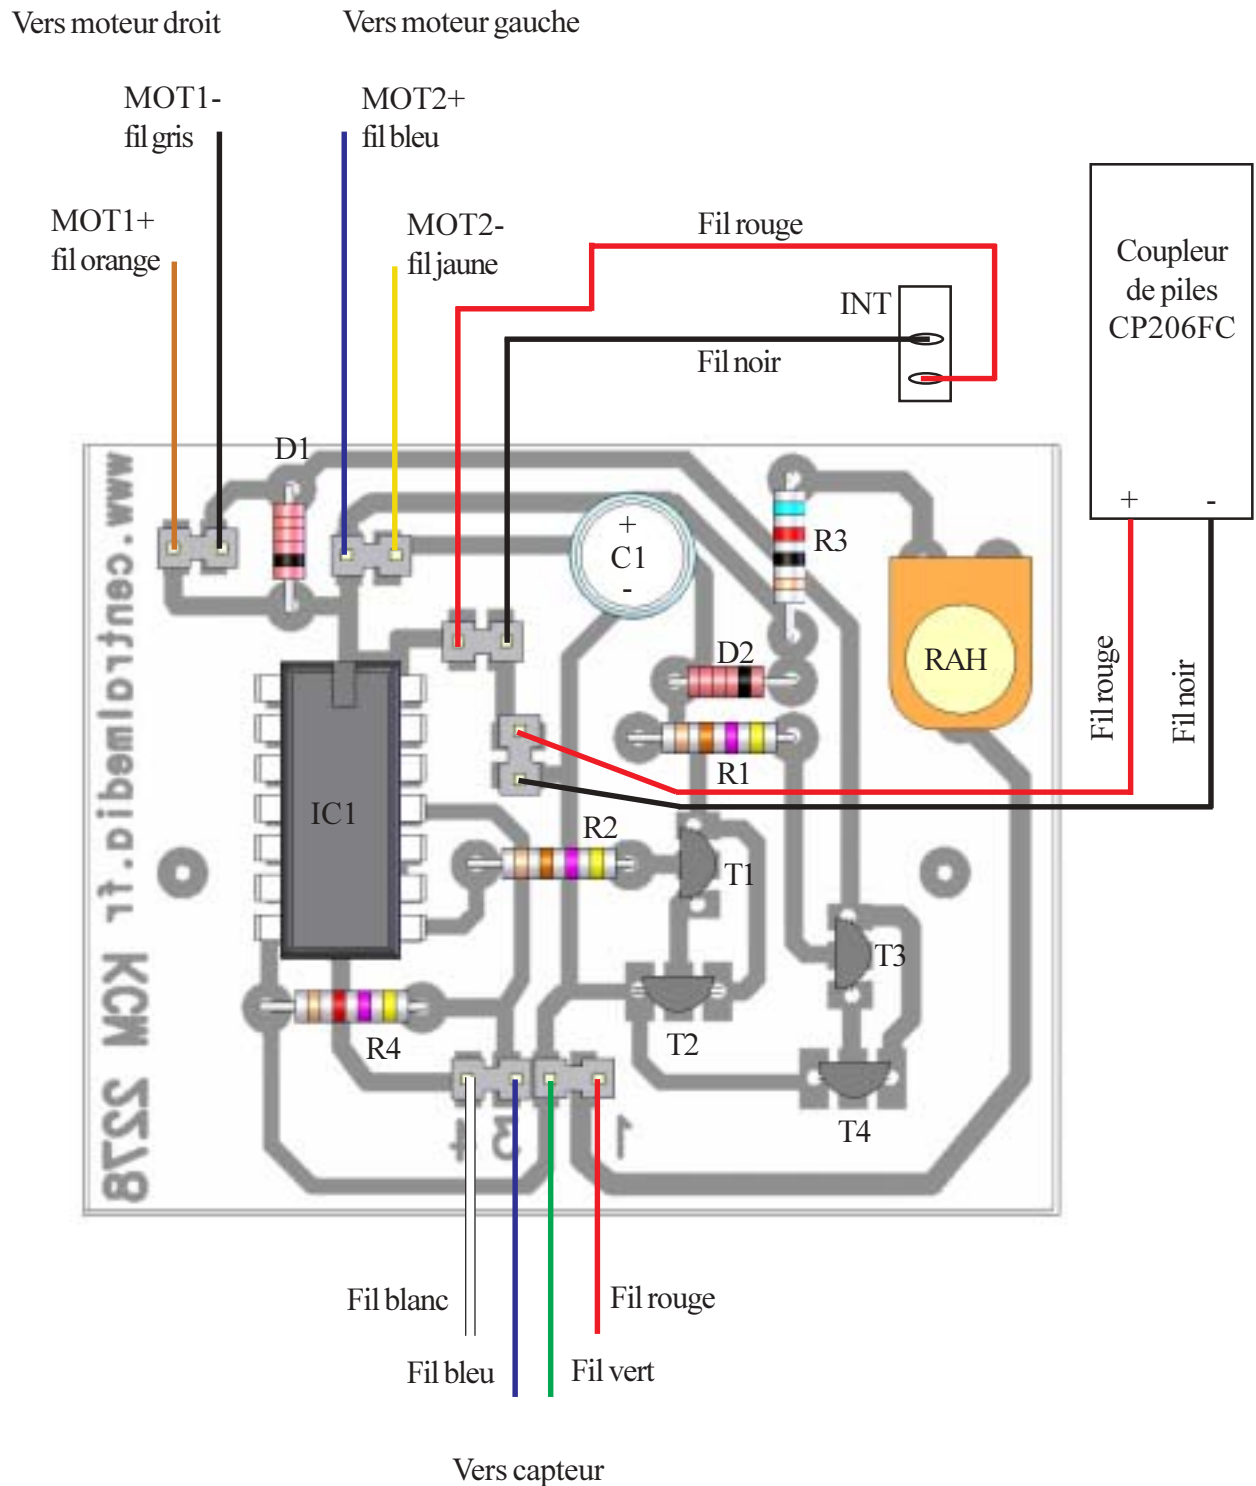 Vers moteur droit
Vers moteur gauche
MOT1-
fil gris
MOT2+
fil bleu
MOT1+
fil orange
MOT2-
fil jaune
Fil rouge
INT
Fil noir
Coupleur
de piles
CP206FC
+
-
D1
+
C1
-
R3
D2
RAH
R1
Fil rouge
Fil noir
IC1
R2
T1
T3
R4
T2
T4
www.centralmedia.fr KCM 2278
4
3
1
Fil blanc
Fil rouge
Fil bleu
Fil vert
Vers capteur